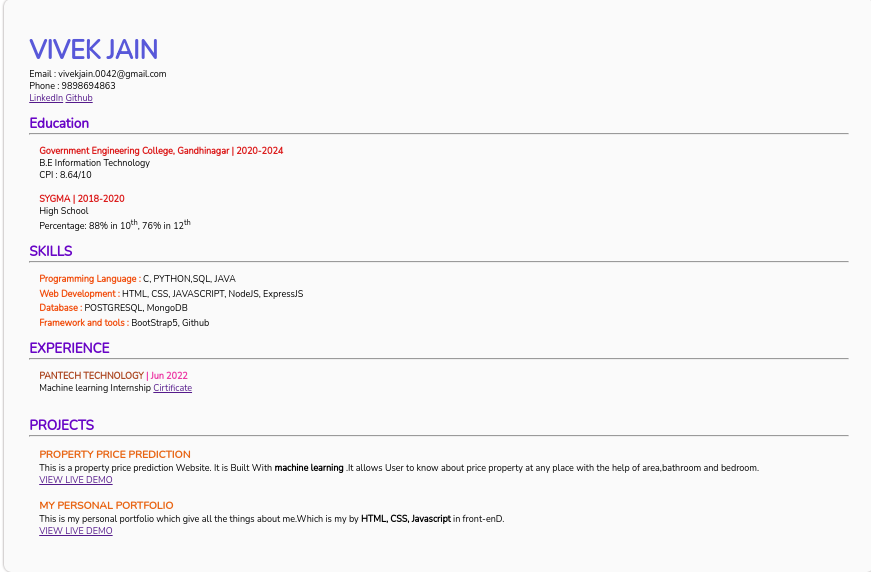 VIVEK JAIN
Email : vivekjain.0042@gmail.com
Phone : 9898694863
LinkedIn Github
Education
Government Engineering College, Gandhinagar | 2020-2024
B.E Information Technology
CPI : 8.64/10
SYGMA | 2018-2020
High School
Percentage: 88% in 10th, 76% in 12th
SKILLS
Programming Language : C, PYTHON,SQL, JAVA
Web Development : HTML, CSS, JAVASCRIPT, NodeJS, ExpressJS
Database : POSTGRESQL, MongoDB
Framework and tools : BootStrap5, Github
EXPERIENCE
PANTECH TECHNOLOGY | Jun 2022
Machine learning Internship Cirtificate
PROJECTS
PROPERTY PRICE PREDICTION
This is a property price prediction Website. It is Built With machine learning .It allows User to know about price property at any place with the help of area,bathroom and bedroom.
VIEW LIVE DEMO
MY PERSONAL PORTFOLIO
This is my personal portfolio which give all the things about me.Which is my by HTML, CSS, Javascript in front-enD.
VIEW LIVE DEMO